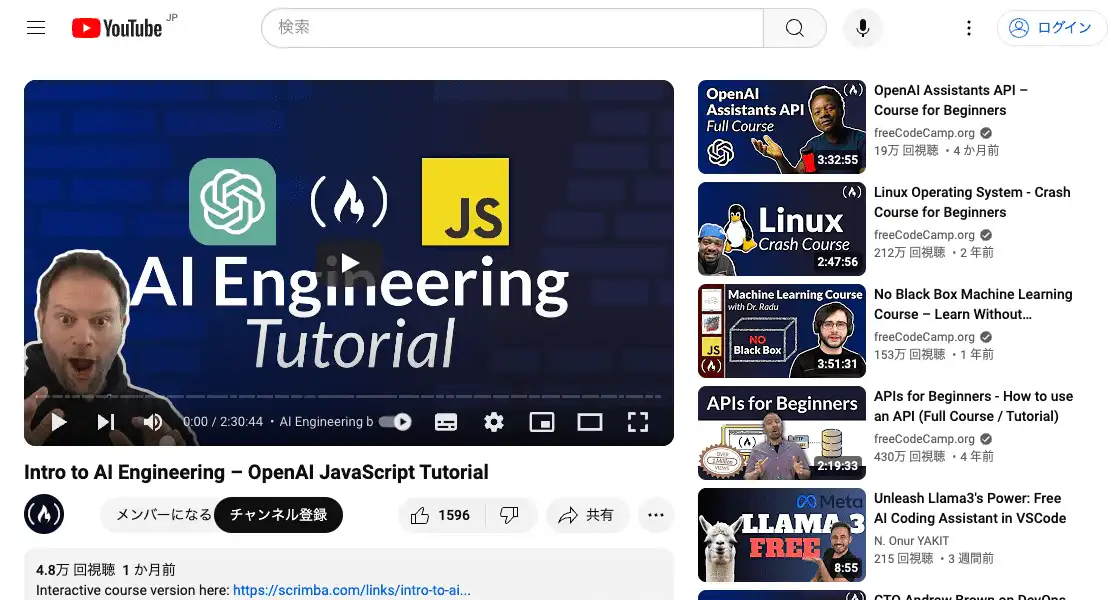 YouTube JP
検索
ログイン
JS
AI Engineering
Tutorial
0:00 / 2:30:44 ・ AI Engineering b
Intro to AI Engineering – OpenAI JavaScript Tutorial
メンバーになる
チャンネル登録
1596
共有
4.8万 回視聴 1 か月前
Interactive course version here: https://scrimba.com/links/intro-to-ai...
OpenAI
Assistants API
Full Course
3:32:55
OpenAI Assistants API –
Course for Beginners
freeCodeCamp.org
19万 回視聴 ・4 か月前
Linux
Crash Course
2:47:56
Linux Operating System - Crash
Course for Beginners
freeCodeCamp.org
212万 回視聴 ・2 年前
Machine Learning Course
with Dr. Radu
NO
Black Box
JS
3:51:31
No Black Box Machine Learning
Course – Learn Without...
freeCodeCamp.org
153万 回視聴 ・1 年前
APIs for Beginners
HTTP
OVER
2 Million
VIEWS
2:19:33
APIs for Beginners - How to use
an API (Full Course / Tutorial)
freeCodeCamp.org
430万 回視聴 ・4 年前
Meta
LLAMA 3
FREE
8:55
Unleash Llama3's Power: Free
AI Coding Assistant in VSCode
N. Onur YAKIT
215 回視聴 ・3 週間前
CTO Andrew Brown on DevOps,